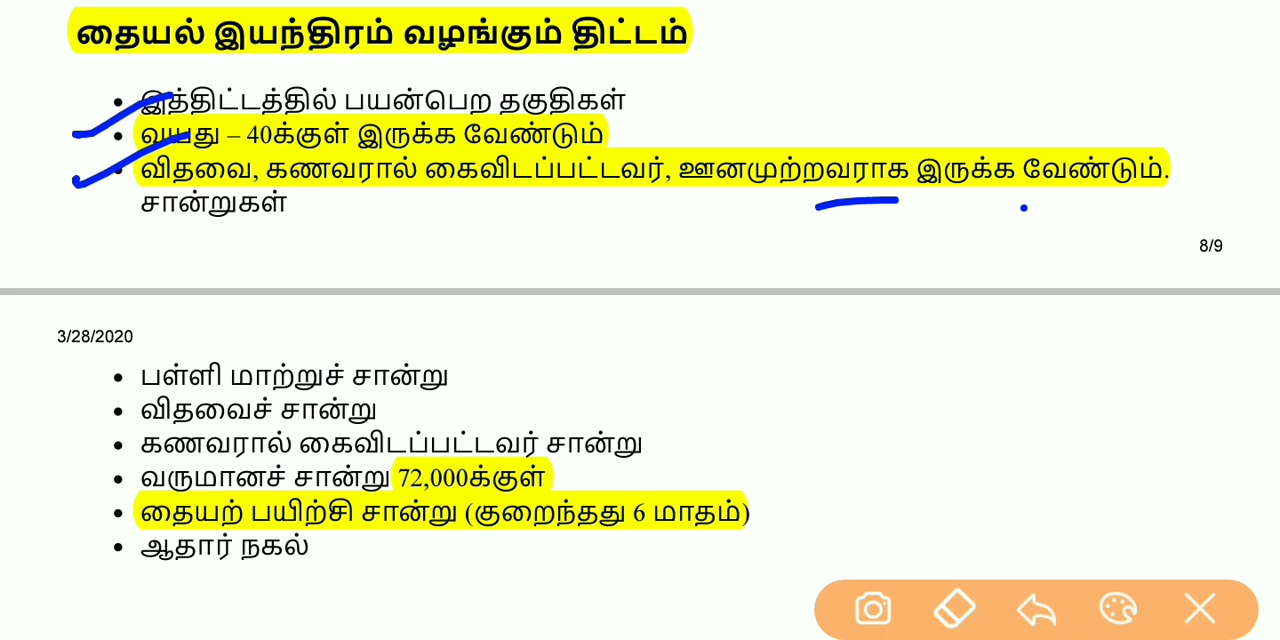 தையல் இயந்திரம் வழங்கும் திட்டம்
• இத்திட்டத்தில் பயன்பெற தகுதிகள்
• வயது – 40க்குள் இருக்க வேண்டும்
• விதவை, கணவரால் கைவிடப்பட்டவர், ஊனமுற்றவராக இருக்க வேண்டும்.
சான்றுகள்
8/9
3/28/2020
• பள்ளி மாற்றுச் சான்று
• விதவைச் சான்று
• கணவரால் கைவிடப்பட்டவர் சான்று
• வருமானச் சான்று 72,000க்குள்
• தையற் பயிற்சி சான்று (குறைந்தது 6 மாதம்)
• ஆதார் நகல்